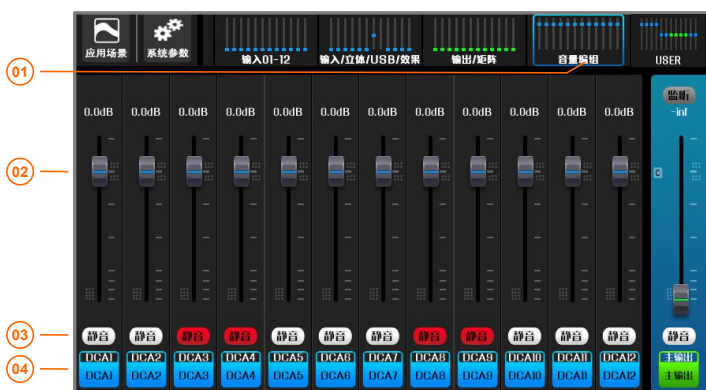 应用场景 系统参数 输入01-12 输入/立体/USB/效果 输出/矩阵 音量编组 USER
01
监听
0.0dB 0.0dB 0.0dB 0.0dB 0.0dB 0.0dB 0.0dB 0.0dB 0.0dB 0.0dB 0.0dB 0.0dB -inf
02
C
03
静音 静音 静音 静音 静音 静音 静音 静音 静音 静音 静音 静音 静音
04
DCA1 DCA2 DCA3 DCA4 DCA5 DCA6 DCA7 DCA8 DCA9 DCA10 DCA11 DCA12 主输出
DCA1 DCA2 DCA3 DCA4 DCA5 DCA6 DCA7 DCA8 DCA9 DCA10 DCA11 DCA12 主输出